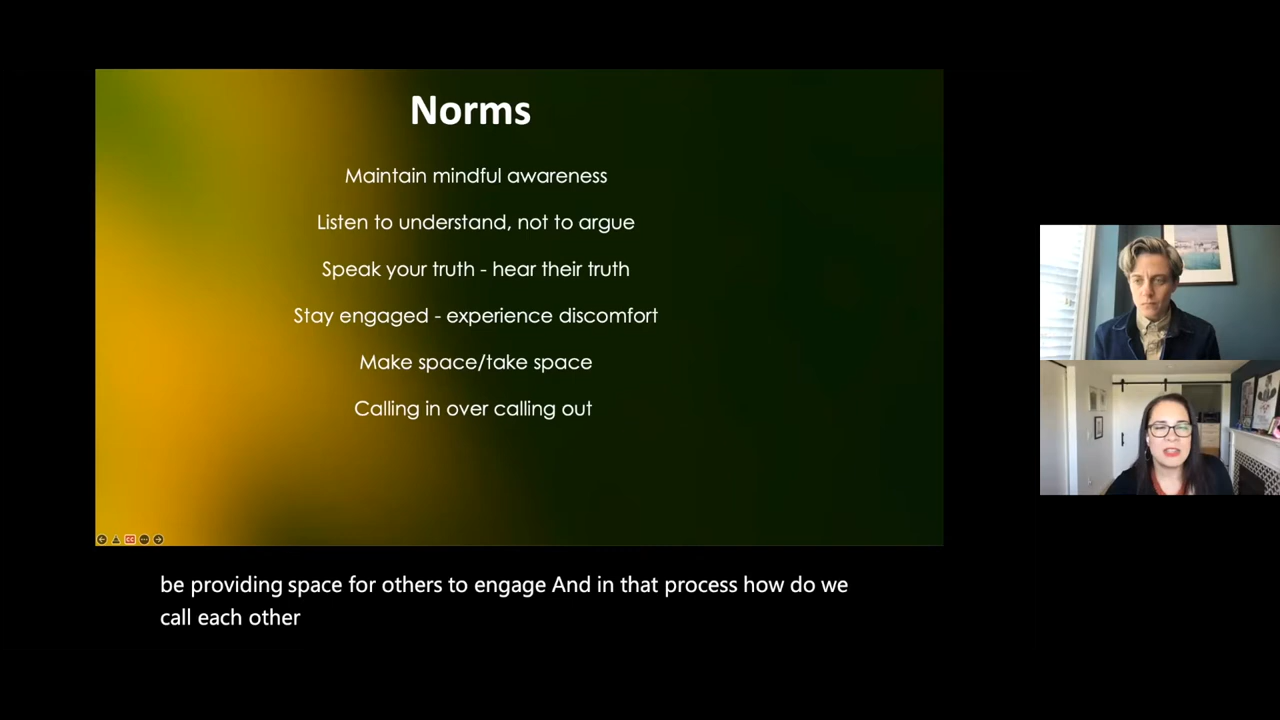 Norms
Maintain mindful awareness
Listen to understand, not to argue
Speak your truth - hear their truth
Stay engaged - experience discomfort
Make space/take space
Calling in over calling out
CC
be providing space for others to engage And in that process how do we
call each other